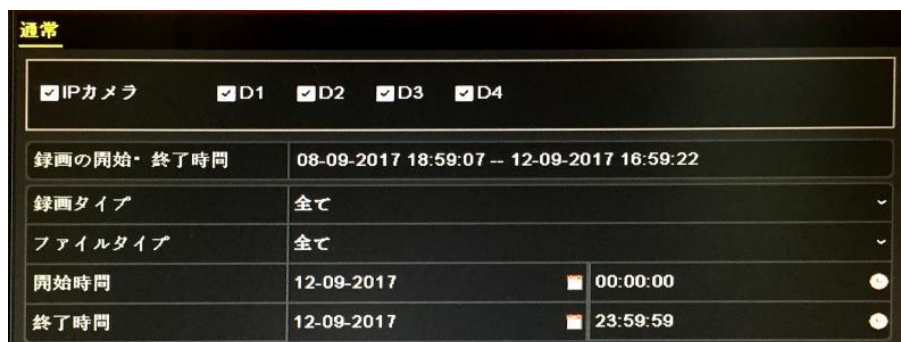 通常
IPカメラ D1 D2 D3 D4
録画の開始・終了時間 08-09-2017 18:59:07 -- 12-09-2017 16:59:22
録画タイプ 全て
ファイルタイプ 全て
開始時間 12-09-2017 00:00:00
終了時間 12-09-2017 23:59:59